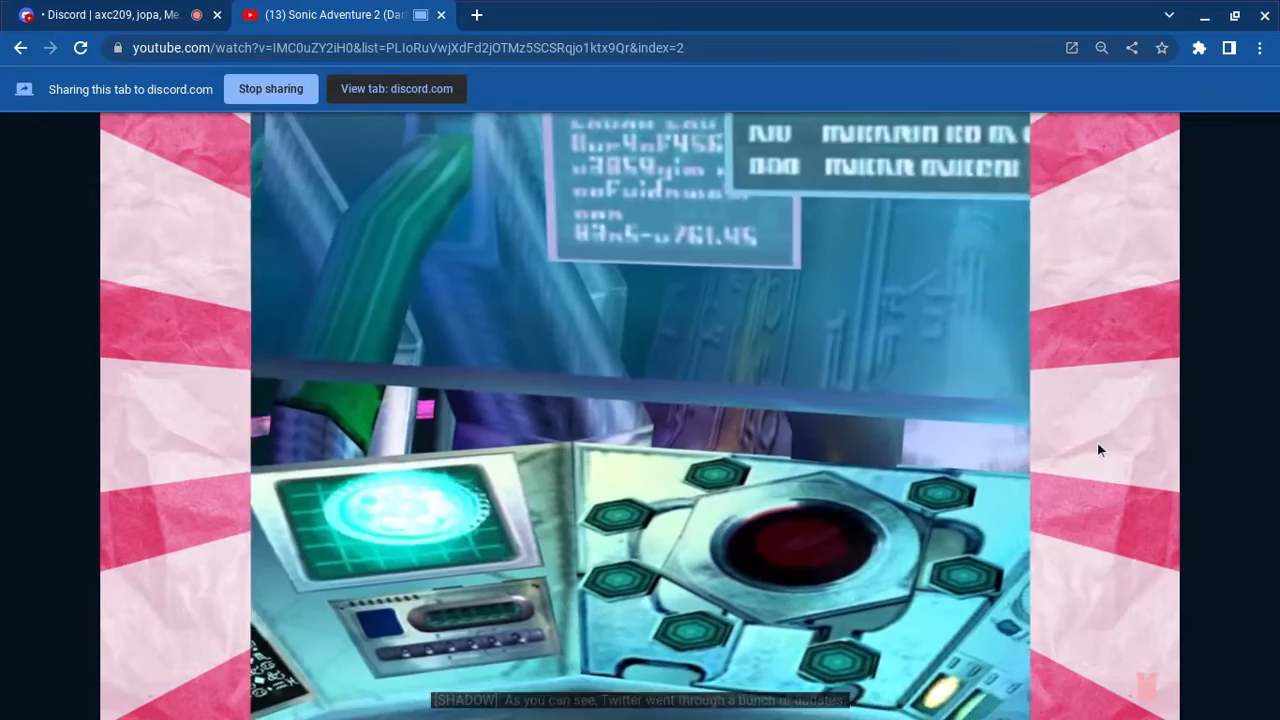 • Discord | axc209, jopa, Me
(13) Sonic Adventure 2 (Dar
youtube.com/watch?v=IMC0uZY2iH0&list=PLIoRuVwjXdFd2jOTMz5SCSRqjo1ktx9Qr&index=2
Sharing this tab to discord.com
Stop sharing
View tab: discord.com
[SHADOW] As you can see, Twitter went through a bunch of updates.